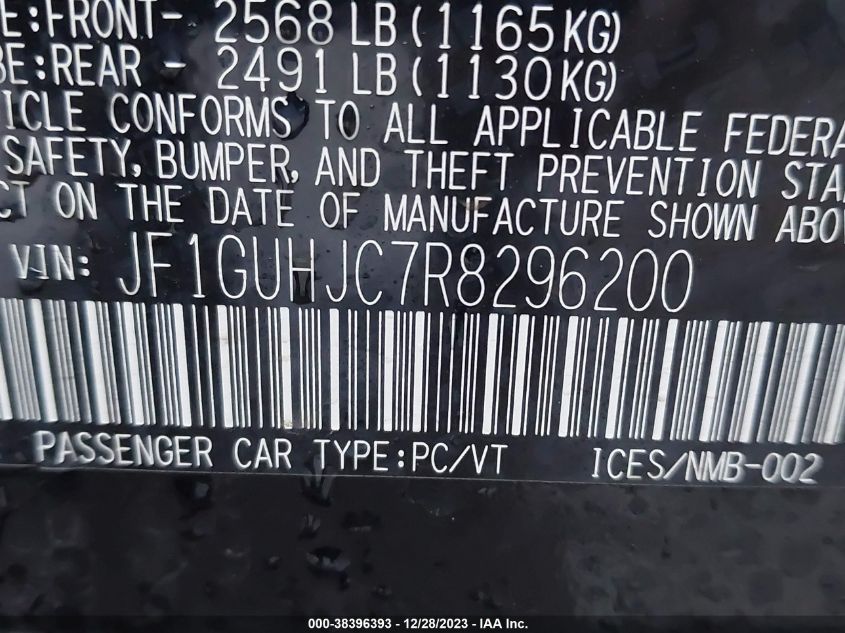 E:FRONT- 2568 LB(1165KG)
BE:REAR - 2491 LB(1130KG)
ICLE CONFORMS TO ALL APPLICABLE FEDERA
SAFETY, BUMPER, AND THEFT PREVENTION STA
CT ON THE DATE OF MANUFACTURE SHOWN ABO
VIN: JF1GUHJC7R8296200
PASSENGER CAR TYPE:PC/VT ICES/NMB-002
000-38396393 - 12/28/2023 - IAA Inc.